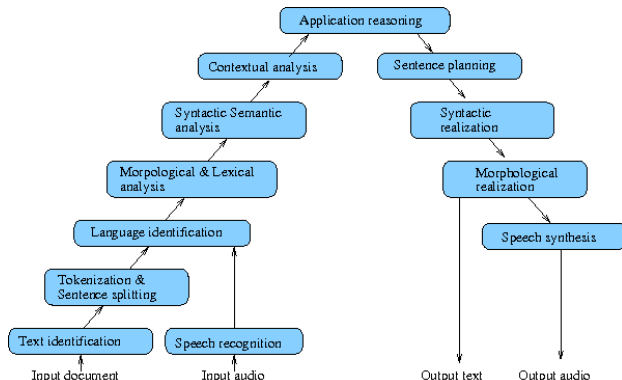 Application reasoning
Contextual analysis
Sentence planning
Syntactic Semantic
analysis
Syntactic
realization
Morpological & Lexical
analysis
Morphological
realization
Language identification
Speech synthesis
Tokenization &
Sentence splitting
Text identification
Speech recognition
Input document
Input audio
Output text
Output audio